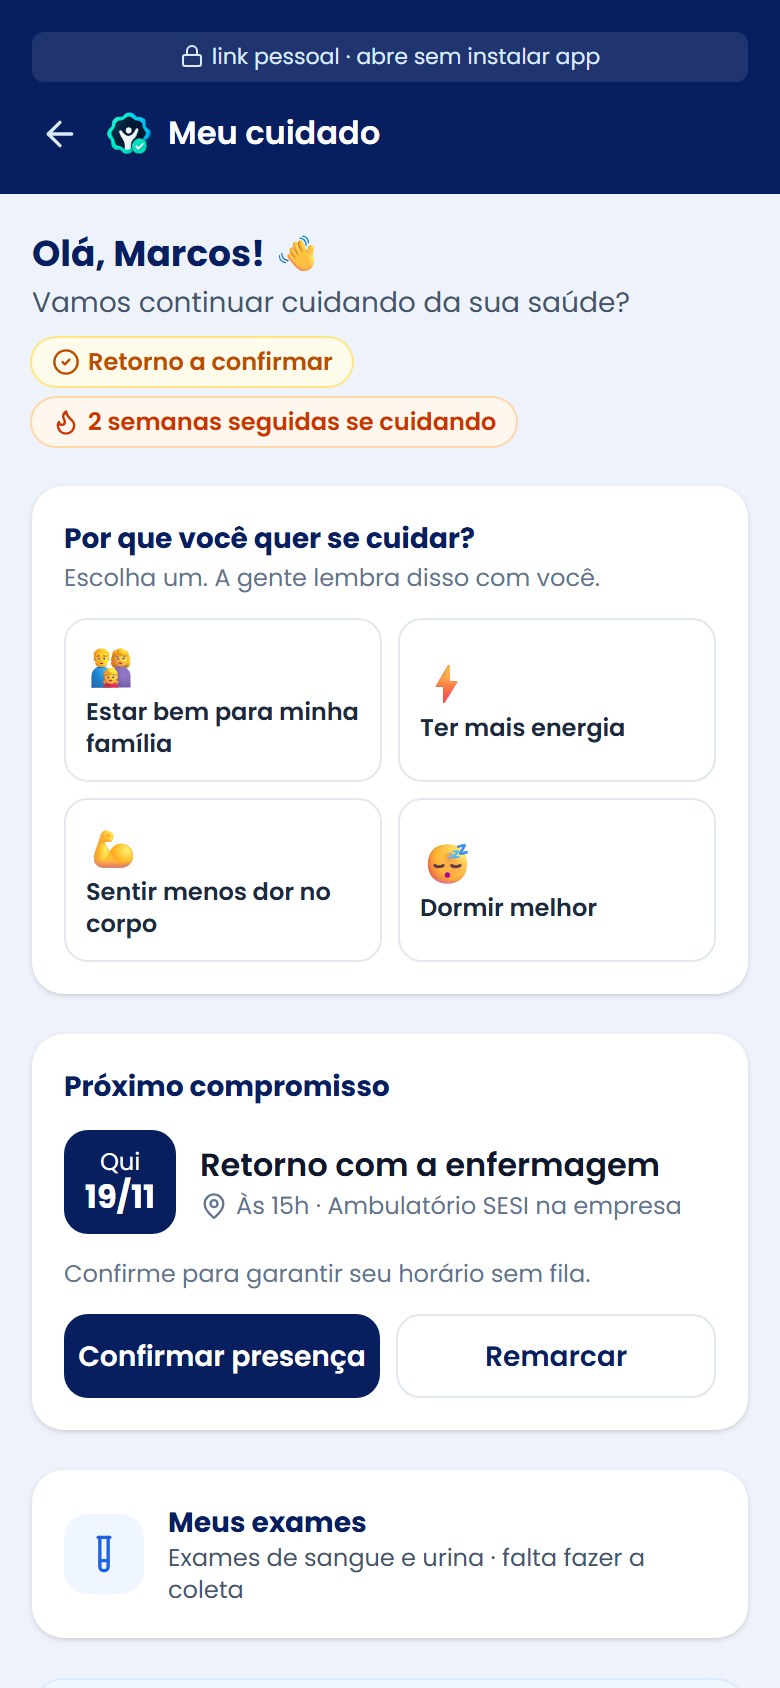 link pessoal · abre sem instalar app
Meu cuidado
Olá, Marcos! 👋
Vamos continuar cuidando da sua saúde?
Retorno a confirmar
2 semanas seguidas se cuidando
Por que você quer se cuidar?
Escolha um. A gente lembra disso com você.
Estar bem para minha
família
Ter mais energia
Sentir menos dor no
corpo
Dormir melhor
Próximo compromisso
Qui
19/11
Retorno com a enfermagem
Às 15h · Ambulatório SESI na empresa
Confirme para garantir seu horário sem fila.
Confirmar presença
Remarcar
Meus exames
Exames de sangue e urina · falta fazer a
coleta